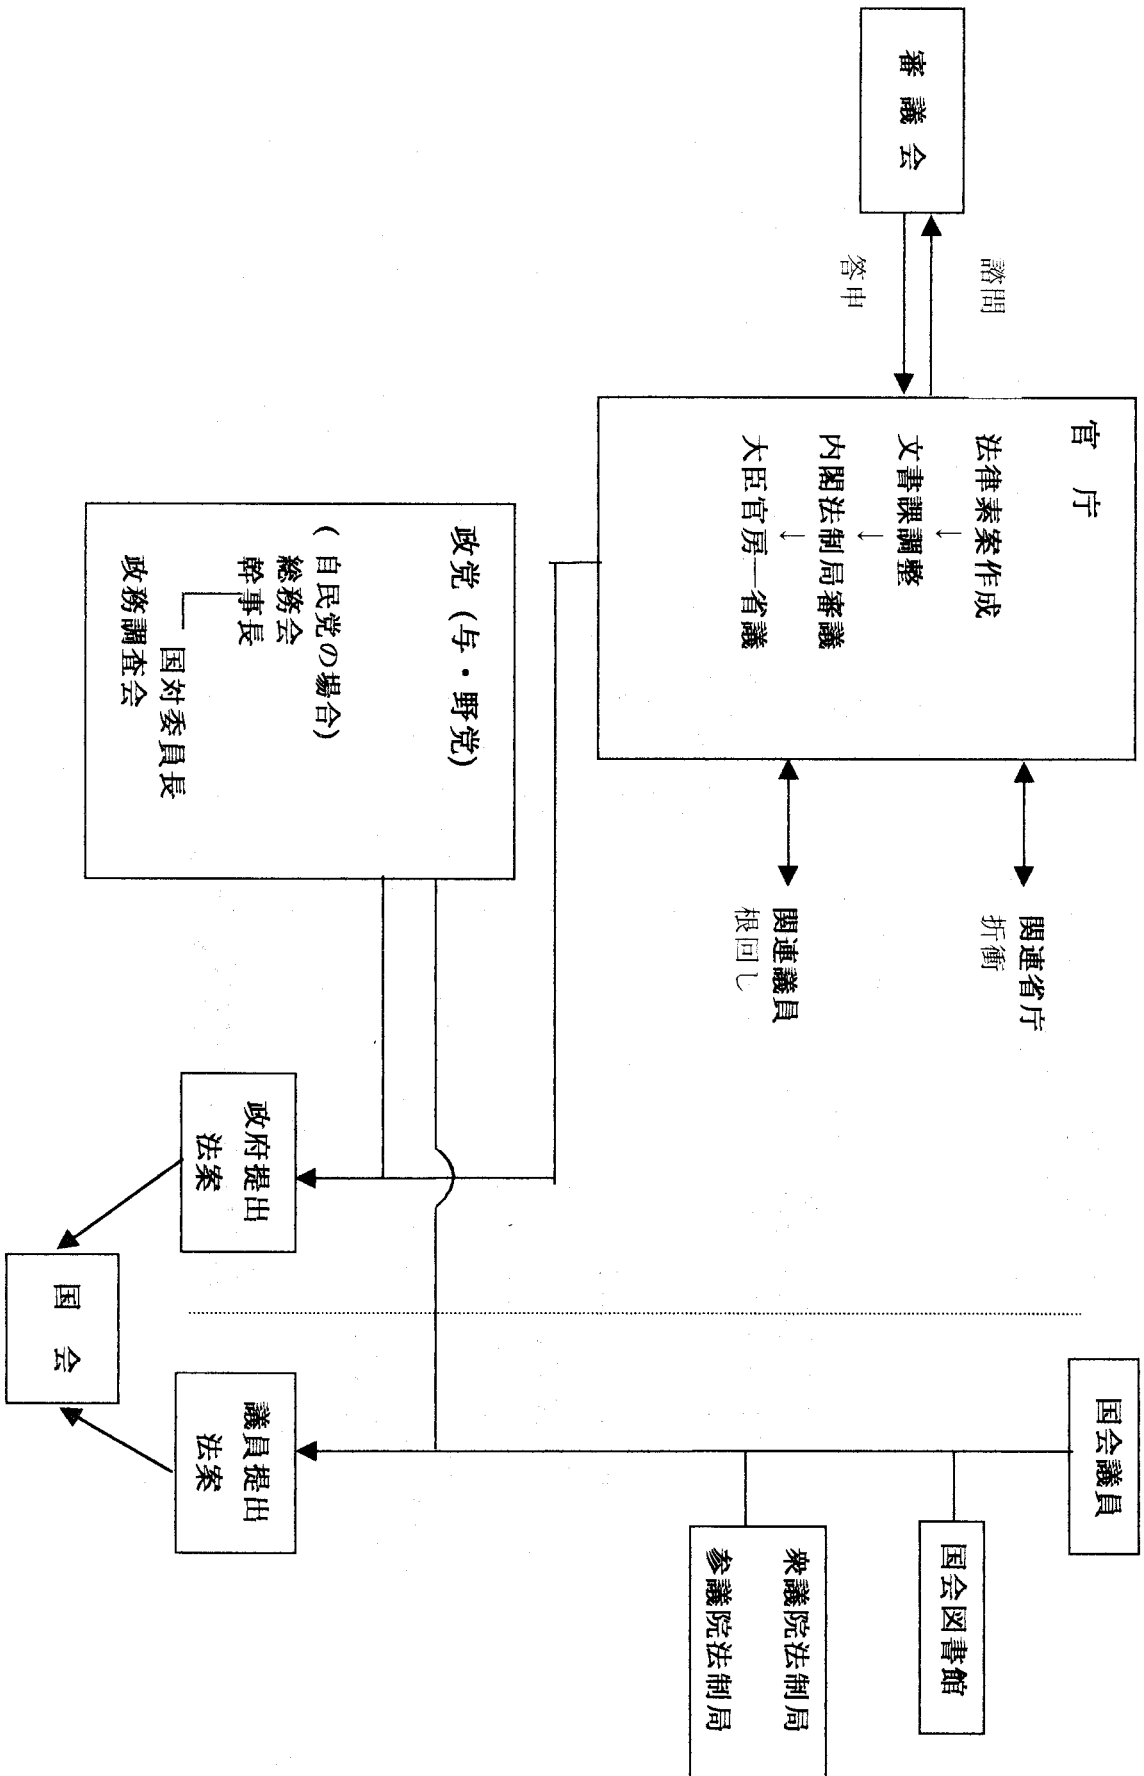 審議会
諮問
答申
官庁
法律素案作成
↓
文書課調整
↓
内閣法制局審議
↓
大臣官房―省議
関連省庁
折衝
関連議員
根回し
政党（与・野党）
（自民党の場合）
総務会
幹事長
国対委員長
政務調査会
政府提出
法案
国会議員
国会図書館
衆議院法制局
参議院法制局
議員提出
法案
国会